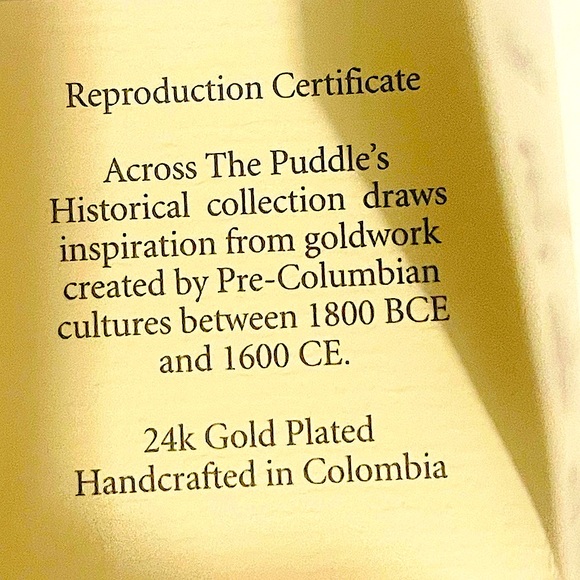 Reproduction Certificate
Across The Puddle's
Historical collection draws
inspiration from goldwork
created by Pre-Columbian
cultures between 1800 BCE
and 1600 CE.
24k Gold Plated
Handcrafted in Colombia